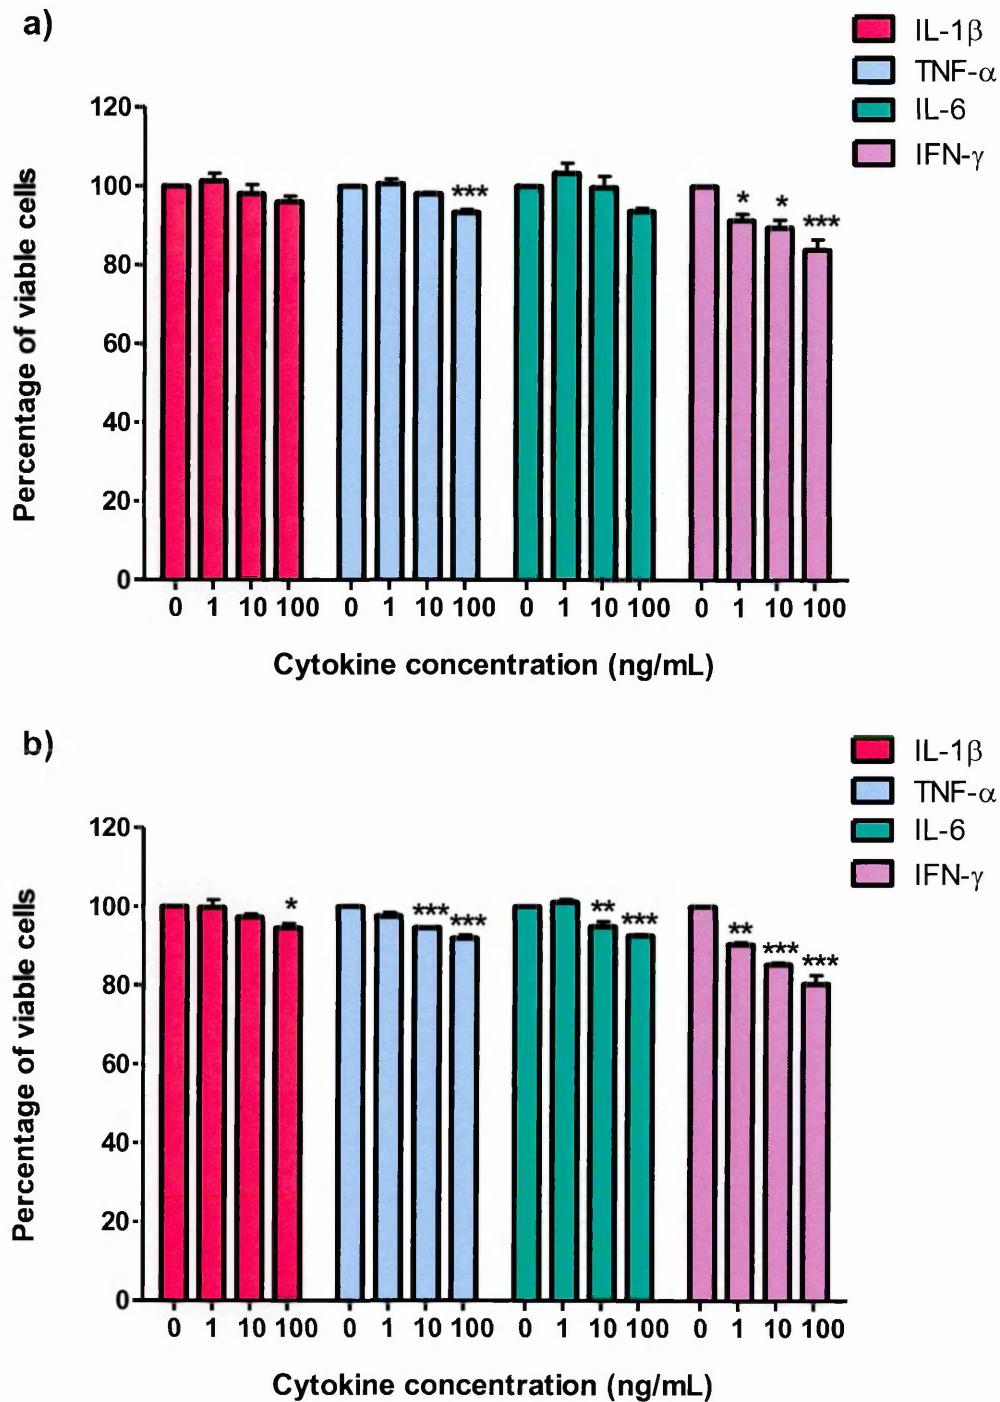 a)
IL-1β
TNF-α
IL-6
IFN-γ
Percentage of viable cells
120
100
80
60
40
20
0
***
* * ***
0 1 10 100 0 1 10 100 0 1 10 100 0 1 10 100
Cytokine concentration (ng/mL)
b)
IL-1β
TNF-α
IL-6
IFN-γ
Percentage of viable cells
120
100
80
60
40
20
0
* *** *** ** *** ** *** ***
0 1 10 100 0 1 10 100 0 1 10 100 0 1 10 100
Cytokine concentration (ng/mL)